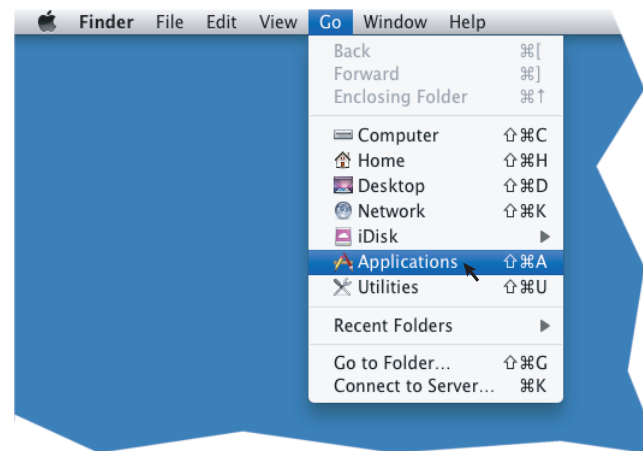 Finder File Edit View Go Window Help
Back ⌘[
Forward ⌘]
Enclosing Folder ⌘↑
Computer ⇧⌘C
Home ⇧⌘H
Desktop ⇧⌘D
Network ⇧⌘K
iDisk
Applications ⇧⌘A
Utilities ⇧⌘U
Recent Folders
Go to Folder... ⇧⌘G
Connect to Server... ⌘K